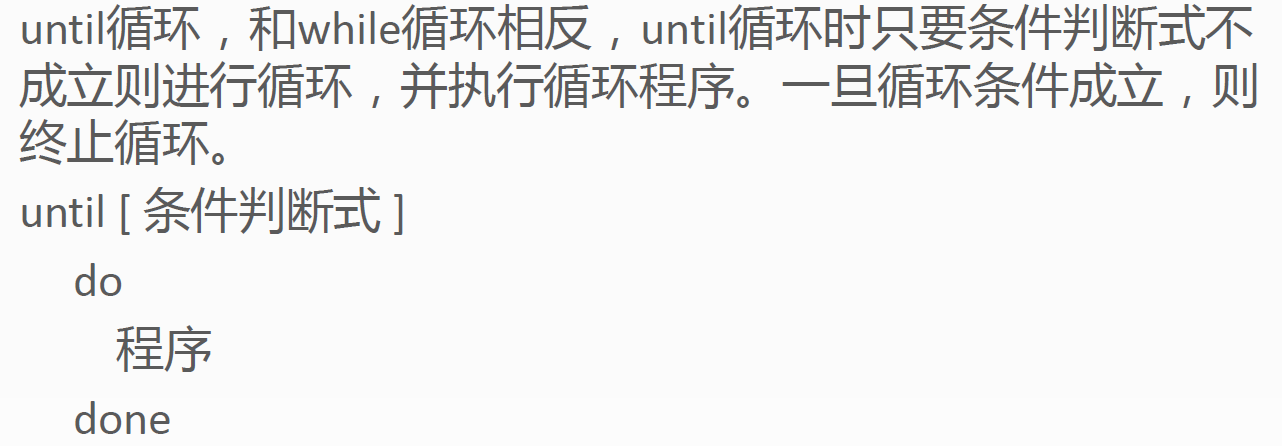 until循环，和while循环相反，until循环时只要条件判断式不
成立则进行循环，并执行循环程序。一旦循环条件成立，则
终止循环。
until [ 条件判断式 ]
do
程序
done